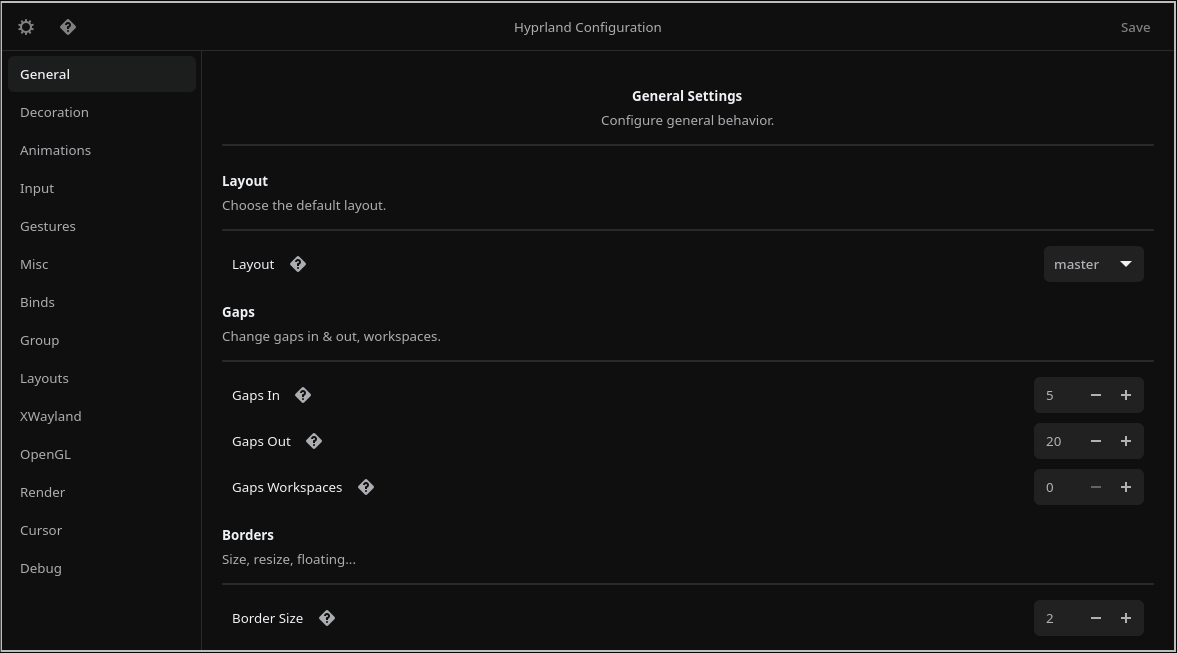 Hyprland Configuration
Save
General
Decoration
Animations
Input
Gestures
Misc
Binds
Group
Layouts
XWayland
OpenGL
Render
Cursor
Debug
General Settings
Configure general behavior.
Layout
Choose the default layout.
Layout ?
master
Gaps
Change gaps in & out, workspaces.
Gaps In ? 5 − +
Gaps Out ? 20 − +
Gaps Workspaces ? 0 − +
Borders
Size, resize, floating...
Border Size ? 2 − +